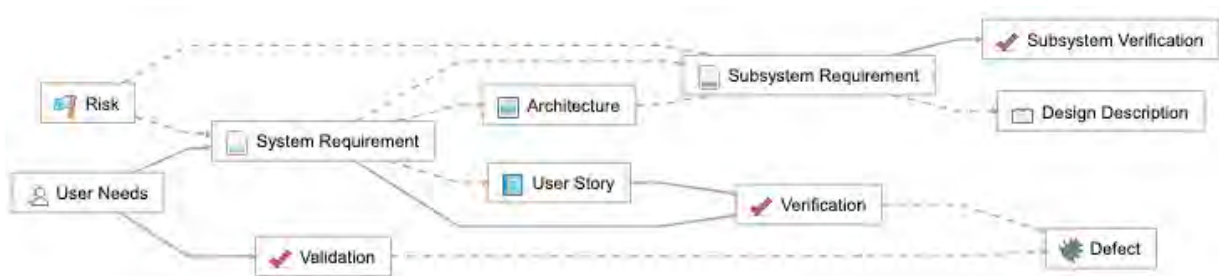 Subsystem Verification
Subsystem Requirement
Risk
Architecture
Design Description
System Requirement
User Story
User Needs
Verification
Validation
Defect